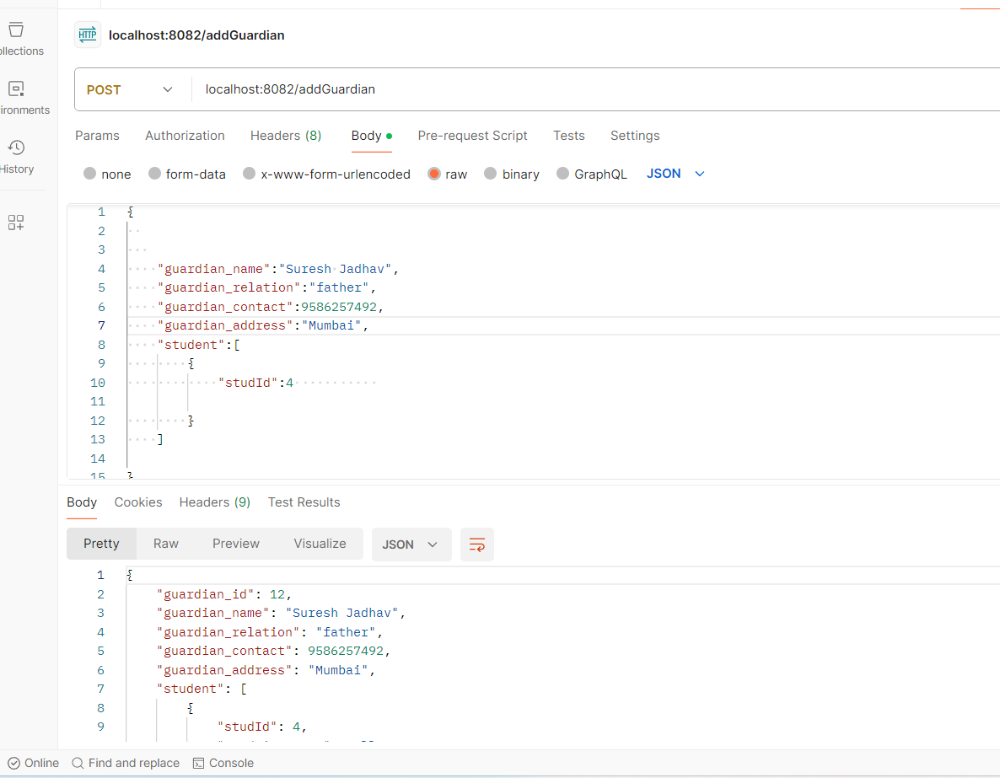 HTTP localhost:8082/addGuardian
ollections
POST localhost:8082/addGuardian
ironments
Params Authorization Headers (8) Body Pre-request Script Tests Settings
History
none form-data x-www-form-urlencoded raw binary GraphQL JSON
1 {
2
3
4 "guardian_name":"Suresh Jadhav",
5 "guardian_relation":"father",
6 "guardian_contact":9586257492,
7 "guardian_address":"Mumbai",
8 "student":[
9 {
10 "studId":4
11
12 }
13 ]
14
15 }
Body Cookies Headers (9) Test Results
Pretty Raw Preview Visualize JSON
1 {
2 "guardian_id": 12,
3 "guardian_name": "Suresh Jadhav",
4 "guardian_relation": "father",
5 "guardian_contact": 9586257492,
6 "guardian_address": "Mumbai",
7 "student": [
8 {
9 "studId": 4,
Online Find and replace Console